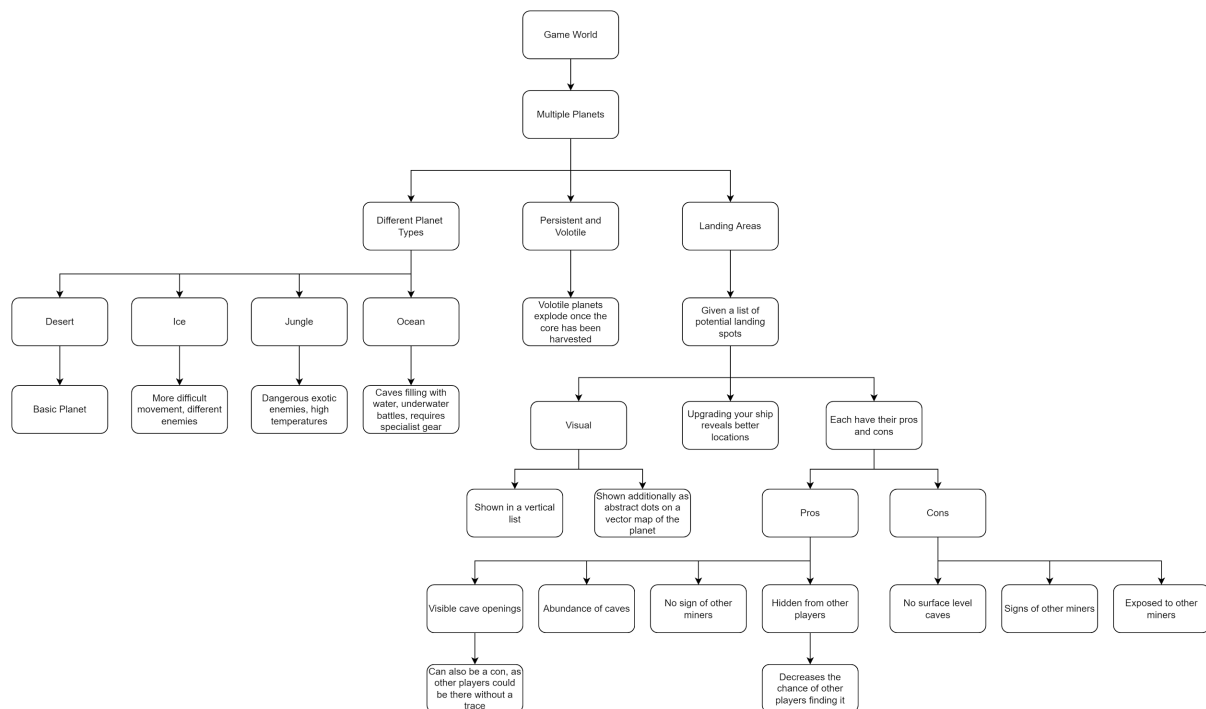 Game World
Multiple Planets
Different Planet
Types
Persistent and
Volotile
Landing Areas
Desert
Ice
Jungle
Ocean
Volotile planets
explode once the
core has been
harvested
Given a list of
potential landing
spots
Basic Planet
More difficult
movement, different
enemies
Dangerous exotic
enemies, high
temperatures
Caves filling with
water, underwater
battles, requires
specialist gear
Visual
Upgrading your ship
reveals better
locations
Each have their pros
and cons
Shown in a vertical
list
Shown additionally as
abstract dots on a
vector map of the
planet
Pros
Cons
Visible cave openings
Abundance of caves
No sign of other
miners
Hidden from other
players
No surface level
caves
Signs of other miners
Exposed to other
miners
Can also be a con, as
other players could
be there without a
trace
Decreases the
chance of other
players finding it